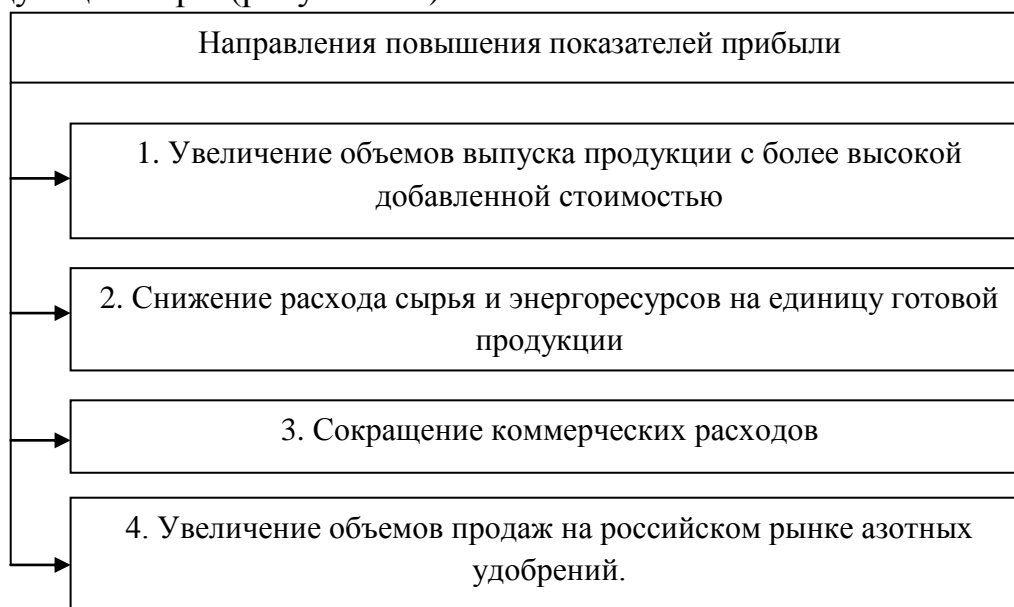 Направления повышения показателей прибыли
1. Увеличение объемов выпуска продукции с более высокой
добавленной стоимостью
2. Снижение расхода сырья и энергоресурсов на единицу готовой
продукции
3. Сокращение коммерческих расходов
4. Увеличение объемов продаж на российском рынке азотных
удобрений.